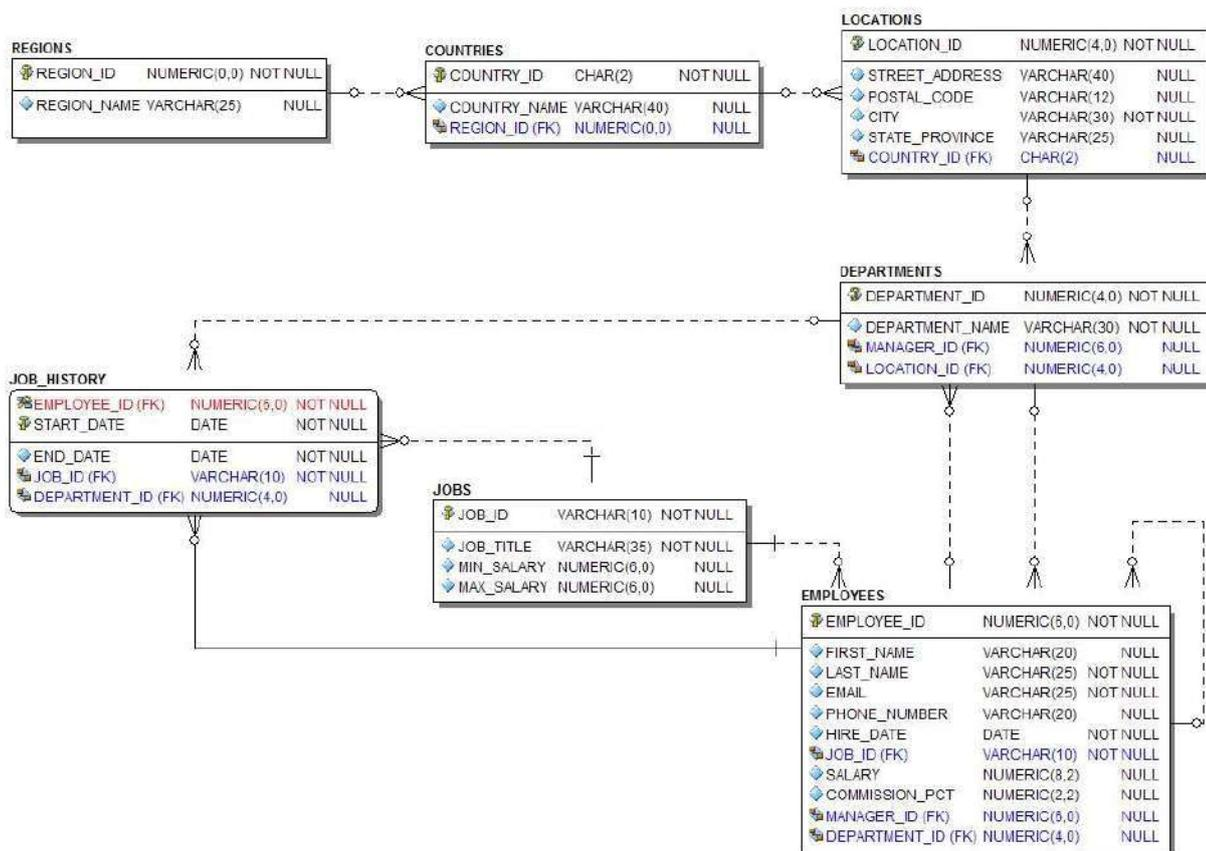 REGIONS
REGION_ID NUMERIC(0,0) NOT NULL
REGION_NAME VARCHAR(25) NULL
COUNTRIES
COUNTRY_ID CHAR(2) NOT NULL
COUNTRY_NAME VARCHAR(40) NULL
REGION_ID (FK) NUMERIC(0,0) NULL
LOCATIONS
LOCATION_ID NUMERIC(4,0) NOT NULL
STREET_ADDRESS VARCHAR(40) NULL
POSTAL_CODE VARCHAR(12) NULL
CITY VARCHAR(30) NOT NULL
STATE_PROVINCE VARCHAR(25) NULL
COUNTRY_ID (FK) CHAR(2) NULL
DEPARTMENTS
DEPARTMENT_ID NUMERIC(4,0) NOT NULL
DEPARTMENT_NAME VARCHAR(30) NOT NULL
MANAGER_ID (FK) NUMERIC(6,0) NULL
LOCATION_ID (FK) NUMERIC(4,0) NULL
JOB_HISTORY
EMPLOYEE_ID (FK) NUMERIC(6,0) NOT NULL
START_DATE DATE NOT NULL
END_DATE DATE NOT NULL
JOB_ID (FK) VARCHAR(10) NOT NULL
DEPARTMENT_ID (FK) NUMERIC(4,0) NULL
JOBS
JOB_ID VARCHAR(10) NOT NULL
JOB_TITLE VARCHAR(35) NOT NULL
MIN_SALARY NUMERIC(6,0) NULL
MAX_SALARY NUMERIC(6,0) NULL
EMPLOYEES
EMPLOYEE_ID NUMERIC(6,0) NOT NULL
FIRST_NAME VARCHAR(20) NULL
LAST_NAME VARCHAR(25) NOT NULL
EMAIL VARCHAR(25) NOT NULL
PHONE_NUMBER VARCHAR(20) NULL
HIRE_DATE DATE NOT NULL
JOB_ID (FK) VARCHAR(10) NOT NULL
SALARY NUMERIC(8,2) NULL
COMMISSION_PCT NUMERIC(2,2) NULL
MANAGER_ID (FK) NUMERIC(6,0) NULL
DEPARTMENT_ID (FK) NUMERIC(4,0) NULL